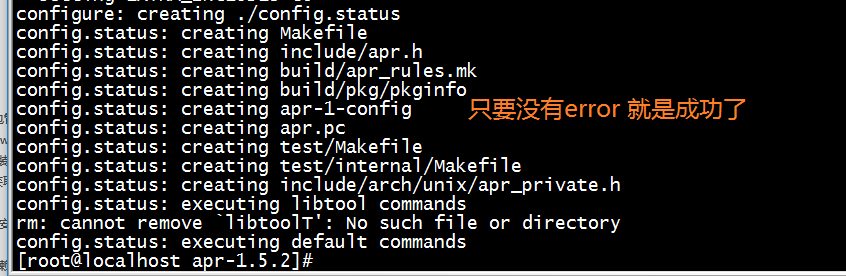 configure: creating ./config.status
config.status: creating Makefile
config.status: creating include/apr.h
config.status: creating build/apr_rules.mk
config.status: creating build/pkg/pkginfo
config.status: creating apr-1-config
只要没有error 就是成功了
config.status: creating apr.pc
config.status: creating test/Makefile
config.status: creating test/internal/Makefile
config.status: creating include/arch/unix/apr_private.h
config.status: executing libtool commands
rm: cannot remove `libtoolT': No such file or directory
config.status: executing default commands
[root@localhost apr-1.5.2]#